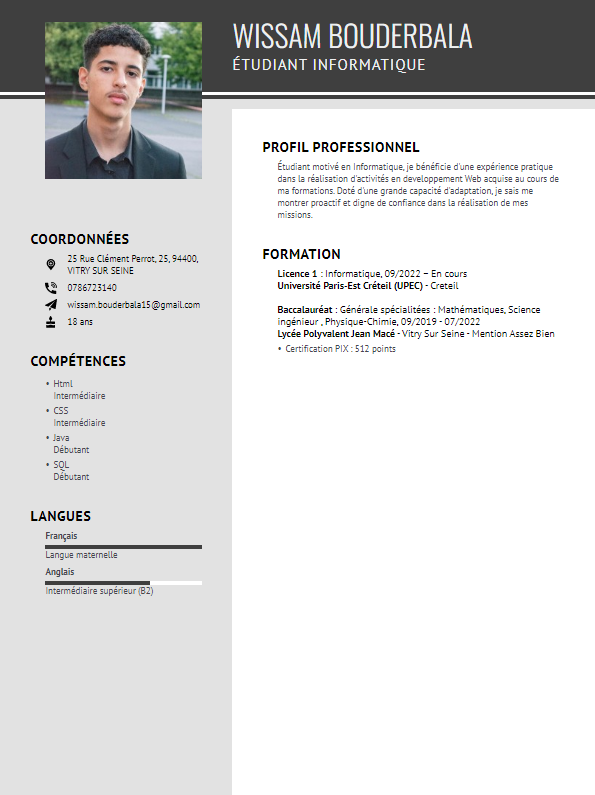 WISSAM BOUDERBALA
ÉTUDIANT INFORMATIQUE
COORDONNÉES
25 Rue Clément Perrot, 25, 94400,
VITRY SUR SEINE
0786723140
wissam.bouderbala15@gmail.com
18 ans
COMPÉTENCES
• Html
Intermédiaire
• CSS
Intermédiaire
• Java
Débutant
• SQL
Débutant
LANGUES
Français
Langue maternelle
Anglais
Intermédiaire supérieur (B2)
PROFIL PROFESSIONNEL
Étudiant motivé en Informatique, je bénéficie d'une expérience pratique
dans la réalisation d'activités en developpement Web acquise au cours de
ma formations. Doté d'une grande capacité d'adaptation, je sais me
montrer proactif et digne de confiance dans la réalisation de mes
missions.
FORMATION
Licence 1 : Informatique, 09/2022 – En cours
Université Paris-Est Créteil (UPEC) - Creteil
Baccalauréat : Générale spécialitées : Mathématiques, Science
ingénieur , Physique-Chimie, 09/2019 - 07/2022
Lycée Polyvalent Jean Macé - Vitry Sur Seine - Mention Assez Bien
• Certification PIX : 512 points